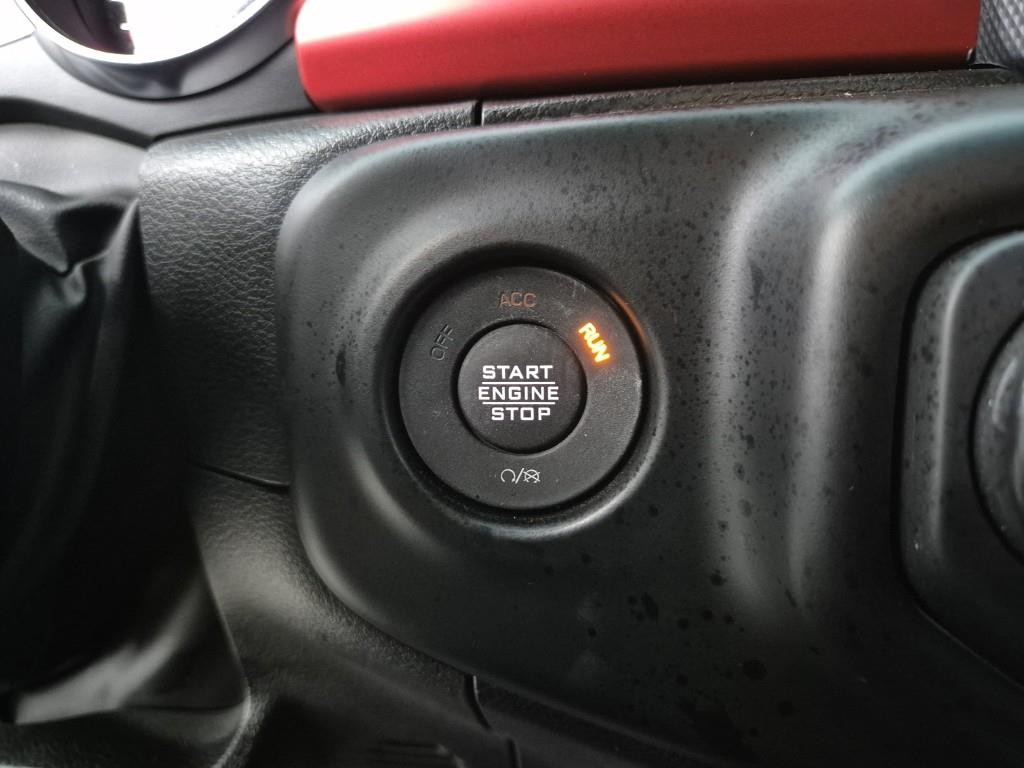 ACC
OFF
RUN
START
ENGINE
STOP